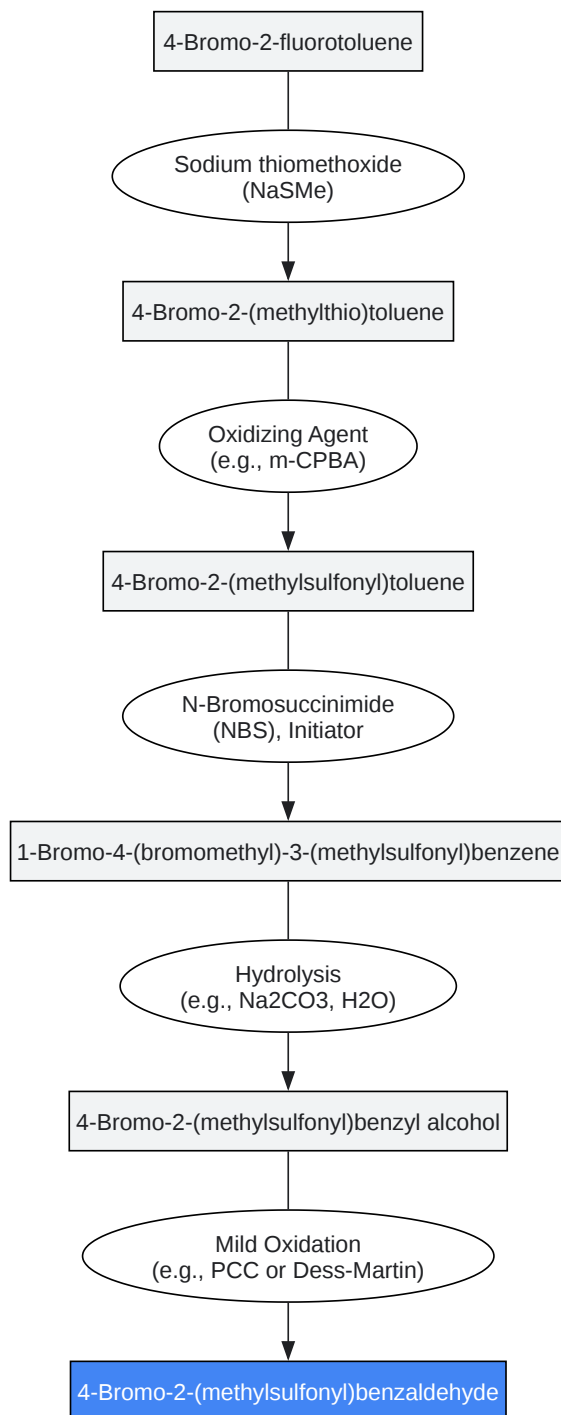 4-Bromo-2-fluorotoluene
Sodium thiomethoxide
(NaSMe)
4-Bromo-2-(methylthio)toluene
Oxidizing Agent
(e.g., m-CPBA)
4-Bromo-2-(methylsulfonyl)toluene
N-Bromosuccinimide
(NBS), Initiator
1-Bromo-4-(bromomethyl)-3-(methylsulfonyl)benzene
Hydrolysis
(e.g., Na2CO3, H2O)
4-Bromo-2-(methylsulfonyl)benzyl alcohol
Mild Oxidation
(e.g., PCC or Dess-Martin)
4-Bromo-2-(methylsulfonyl)benzaldehyde